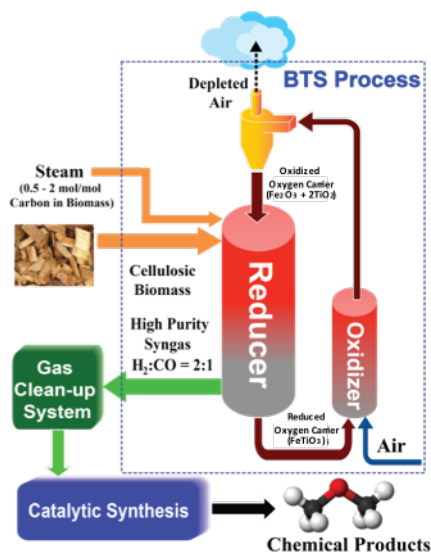 Depleted
Air
BTS Process
Oxidized
Oxygen Carrier
(Fe₂O₃ + 2TiO₂)
Steam
(0.5 - 2 mol/mol
Carbon in Biomass)
Cellulosic
Biomass
Reducer
Oxidizer
High Purity
Syngas
H₂:CO = 2:1
Gas
Clean-up
System
Reduced
Oxygen Carrier
(FeTiO₃)
Air
Catalytic Synthesis
Chemical Products